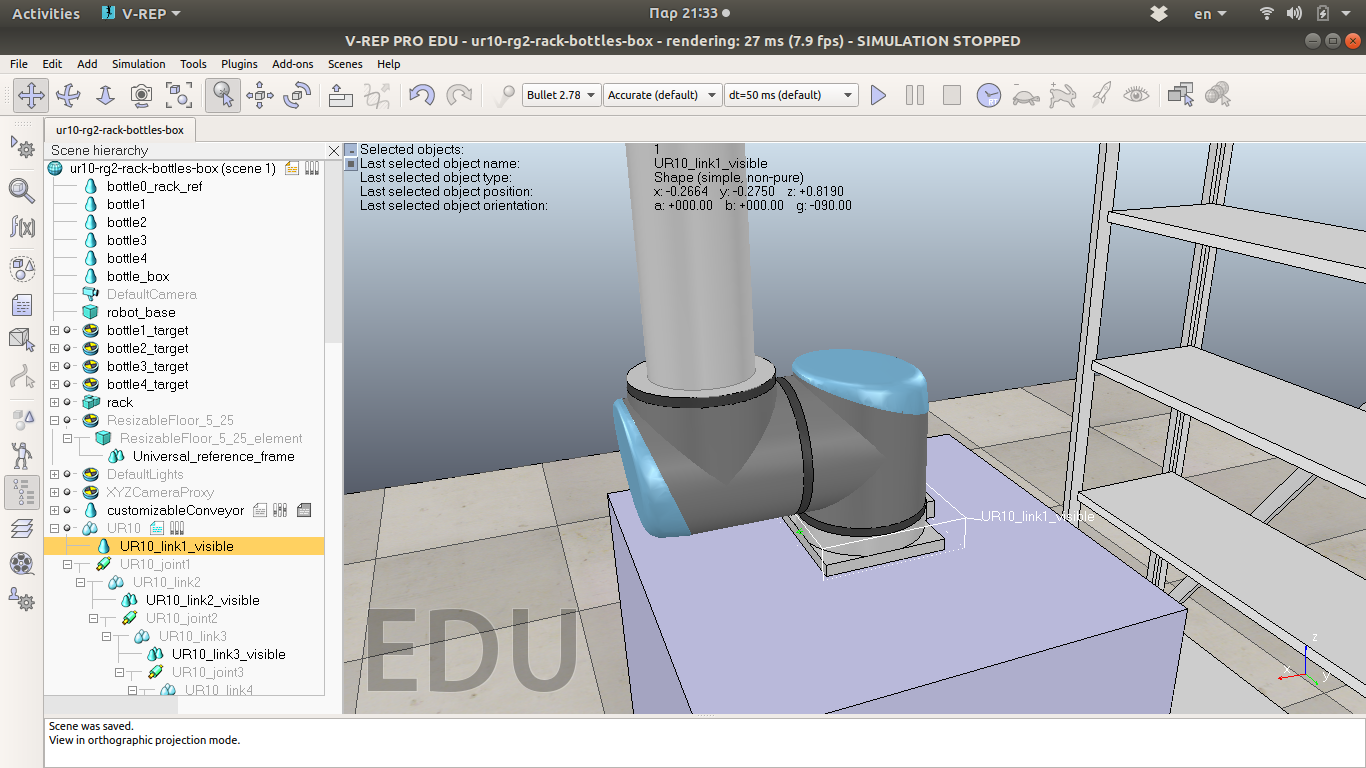 Activities V-REP Παρ 21:33 en
V-REP PRO EDU - ur10-rg2-rack-bottles-box - rendering: 27 ms (7.9 fps) - SIMULATION STOPPED
File Edit Add Simulation Tools Plugins Add-ons Scenes Help
Bullet 2.78 Accurate (default) dt=50 ms (default) RT
ur10-rg2-rack-bottles-box
Scene hierarchy
f(x)
ur10-rg2-rack-bottles-box (scene 1)
bottle0_rack_ref
bottle1
bottle2
bottle3
bottle4
bottle_box
DefaultCamera
robot_base
bottle1_target
bottle2_target
bottle3_target
bottle4_target
rack
ResizableFloor_5_25
ResizableFloor_5_25_element
Universal_reference_frame
DefaultLights
XYZCameraProxy
customizableConveyor
UR10
UR10_link1_visible
UR10_joint1
UR10_link2
UR10_link2_visible
UR10_joint2
UR10_link3
UR10_link3_visible
UR10_joint3
UR10_link4
Selected objects: 1
Last selected object name: UR10_link1_visible
Last selected object type: Shape (simple, non-pure)
Last selected object position: x: -0.2664 y: -0.2750 z: +0.8190
Last selected object orientation: a: +000.00 b: +000.00 g: -090.00
UR10_link1_visible
EDU
z
x
y
Scene was saved.
View in orthographic projection mode.